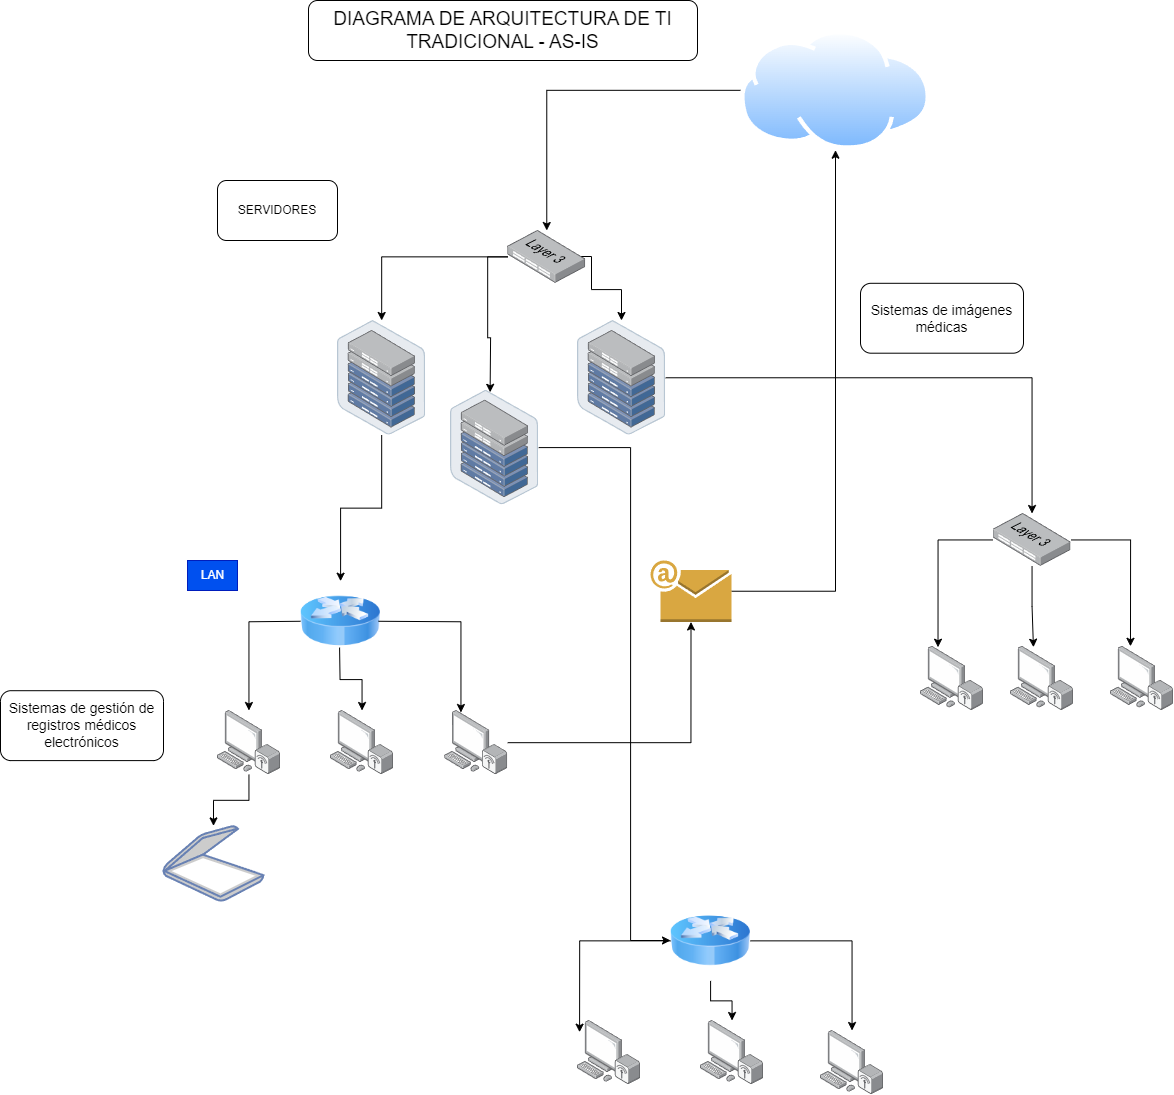 DIAGRAMA DE ARQUITECTURA DE TI
TRADICIONAL - AS-IS
SERVIDORES
Layer 3
Sistemas de imágenes
médicas
Layer 3
LAN
@
Sistemas de gestión de
registros médicos
electrónicos